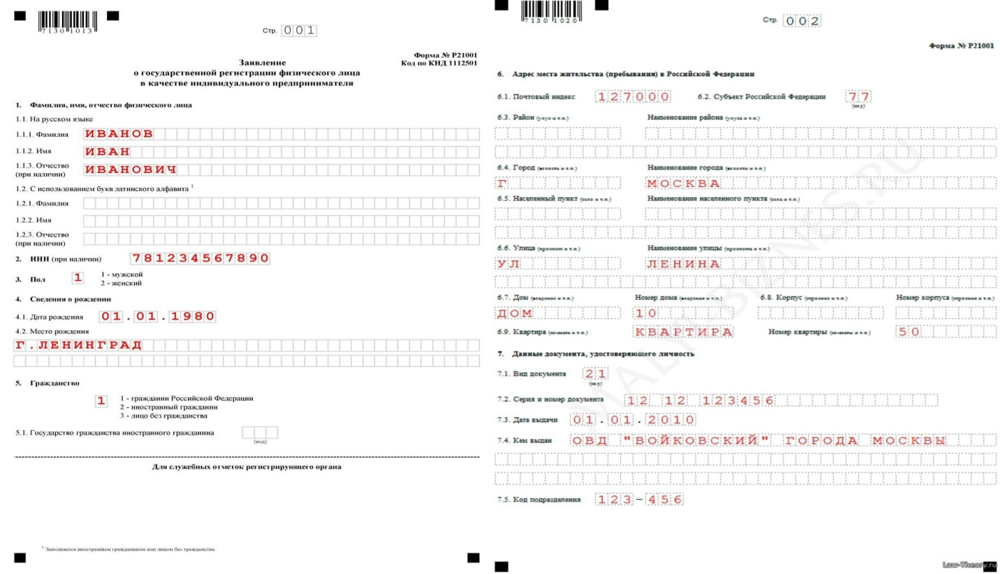 7130 1013
Стр. 001
Форма № Р21001
Код по КНД 1112501
Заявление
о государственной регистрации физического лица
в качестве индивидуального предпринимателя
1. Фамилия, имя, отчество физического лица
1.1. На русском языке
1.1.1. Фамилия ИВАНОВ
1.1.2. Имя ИВАН
1.1.3. Отчество ИВАНОВИЧ
(при наличии)
1.2. С использованием букв латинского алфавита 1
1.2.1. Фамилия
1.2.2. Имя
1.2.3. Отчество
(при наличии)
2. ИНН (при наличии) 781234567890
3. Пол 1 1 - мужской
2 - женский
4. Сведения о рождении
4.1. Дата рождения 01.01.1980
4.2. Место рождения
Г.ЛЕНИНГРАД
5. Гражданство
1 1 - гражданин Российской Федерации
2 - иностранный гражданин
3 - лицо без гражданства
5.1. Государство гражданства иностранного гражданина
(код)
Для служебных отметок регистрирующего органа
1 Заполняется иностранным гражданином или лицом без гражданства.
7130 1020
Стр. 002
Форма № Р21001
6. Адрес места жительства (пребывания) в Российской Федерации
6.1. Почтовый индекс 127000 6.2. Субъект Российской Федерации 77
(код)
6.3. Район (улус и т.п.) Наименование района (улуса и т.п.)
6.4. Город (волость и т.п.) Наименование города (волости и т.п.)
Г МОСКВА
6.5. Населенный пункт (село и т.п.) Наименование населенного пункта (села и т.п.)
6.6. Улица (проспект и т.п.) Наименование улицы (проспекта и т.п.)
УЛ ЛЕНИНА
6.7. Дом (владение и т.п.) Номер дома (владения и т.п.) 6.8. Корпус (строение и т.п.) Номер корпуса (строения и т.п.)
ДОМ 10
6.9. Квартира (комната и т.п.) КВАРТИРА Номер квартиры (комнаты и т.п.) 50
7. Данные документа, удостоверяющего личность
7.1. Вид документа 21
(код)
7.2. Серия и номер документа 12 12 123456
7.3. Дата выдачи 01.01.2010
7.4. Кем выдан ОВД "ВОЙКОВСКИЙ" ГОРОДА МОСКВЫ
7.5. Код подразделения 123-456
MALYI-BIZNES.RU
Law-Theory.ru